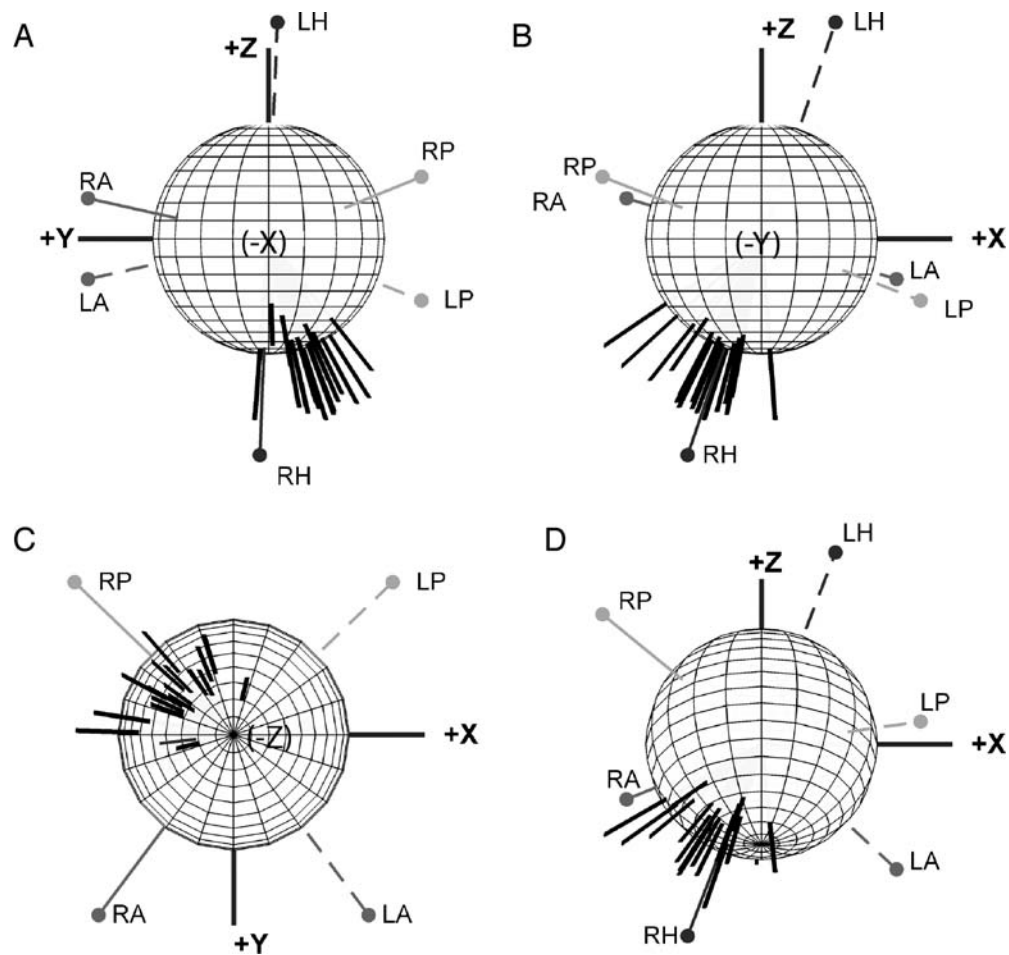 A
LH
+Z
RP
RA
+Y
(-X)
LA
LP
RH
B
+Z
LH
RP
RA
(-Y)
+X
LA
LP
RH
C
RP
LP
(-Z)
+X
RA
LA
+Y
D
LH
+Z
RP
LP
+X
RA
LA
RH